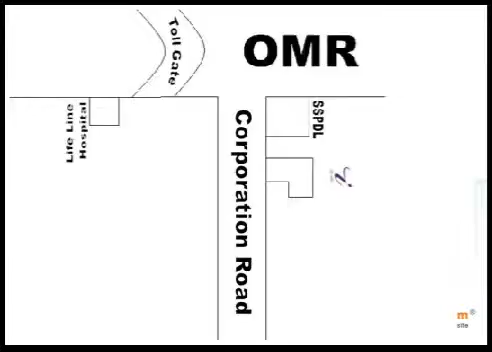 Toll Gate
OMR
Life Line
Hospital
Corporation Road
SSPDL
m®
site